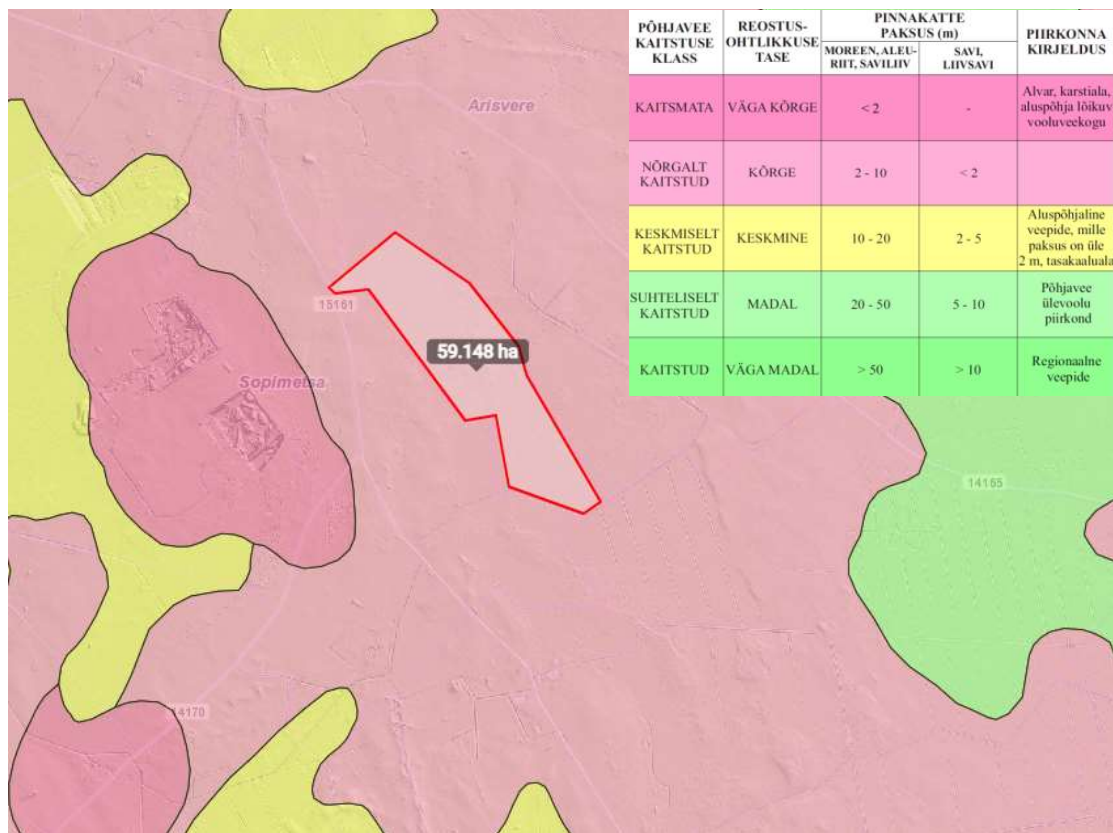 PÕHJAVEE
KAITSTUSE
KLASS
REOSTUS-
OHTLIKKUSE
TASE
PINNAKATTE
PAKSUS (m)
MOREEN, ALEU-
RIIT, SAVILIIV
SAVI,
LIIVSAVI
PIIRKONNA
KIRJELDUS
KAITSMATA
VÄGA KÕRGE
< 2
-
Alvar, karstiala,
aluspõhja lõikuv
vooluveekogu
NÕRGALT
KAITSTUD
KÕRGE
2 - 10
< 2
KESKMISELT
KAITSTUD
KESKMINE
10 - 20
2 - 5
Aluspõhjaline
veepide, mille
paksus on üle
2 m, tasakaaluala
SUHTELISELT
KAITSTUD
MADAL
20 - 50
5 - 10
Põhjavee
ülevoolu
piirkond
KAITSTUD
VÄGA MADAL
> 50
> 10
Regionaalne
veepide
Arisvere
15161
59.148 ha
Sopimetsa
14165
14170